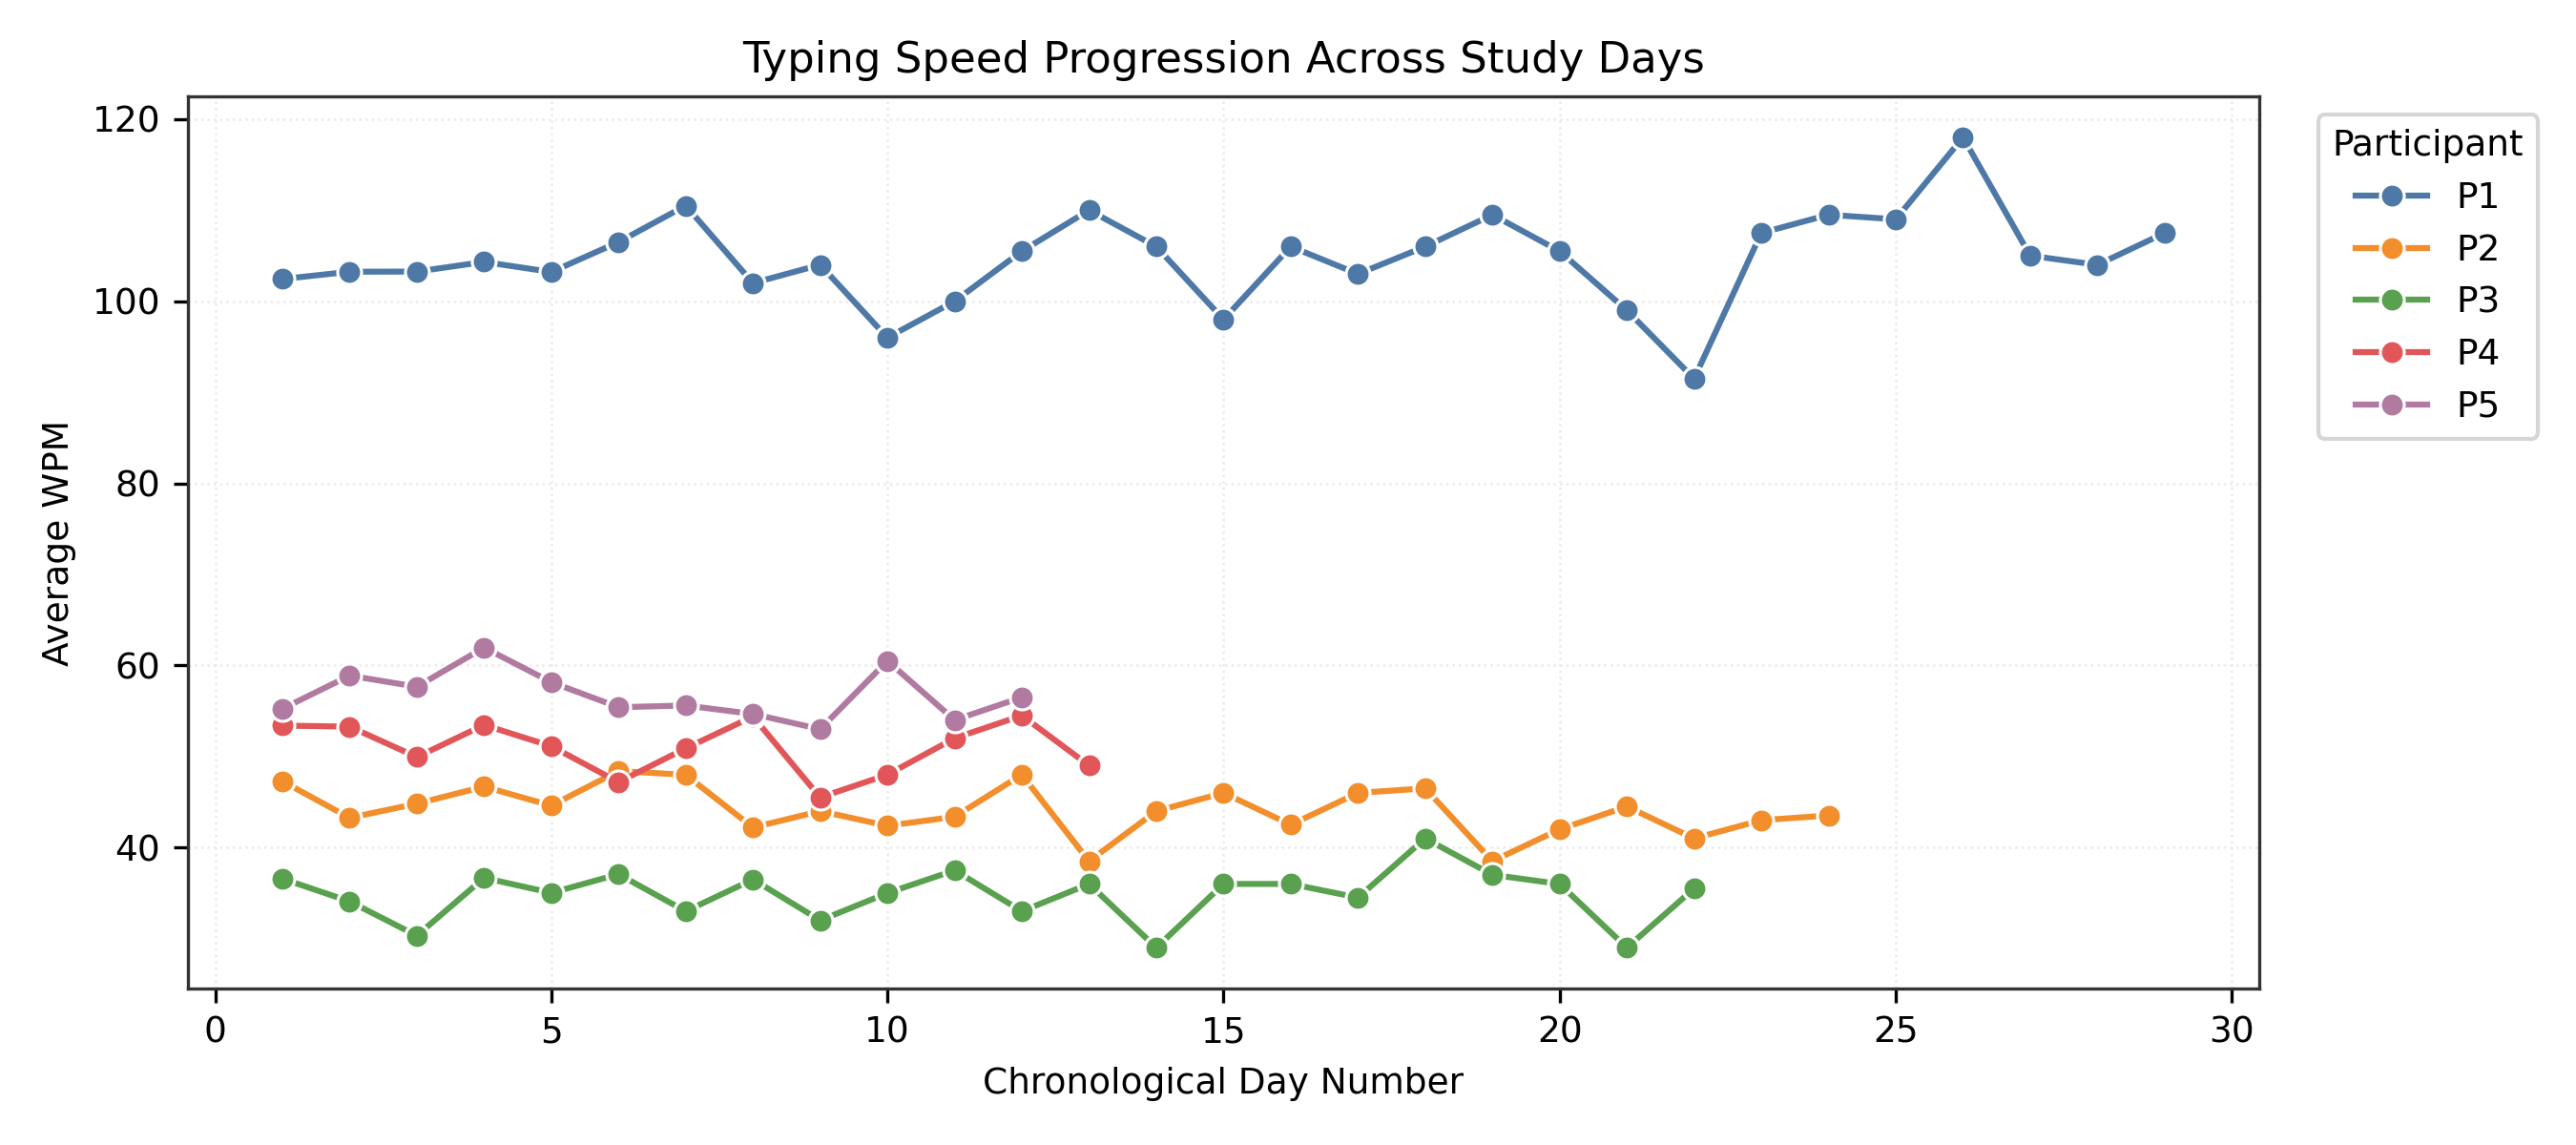 Typing Speed Progression Across Study Days
120
100
80
60
40
Average WPM
0 5 10 15 20 25 30
Chronological Day Number
Participant
P1
P2
P3
P4
P5